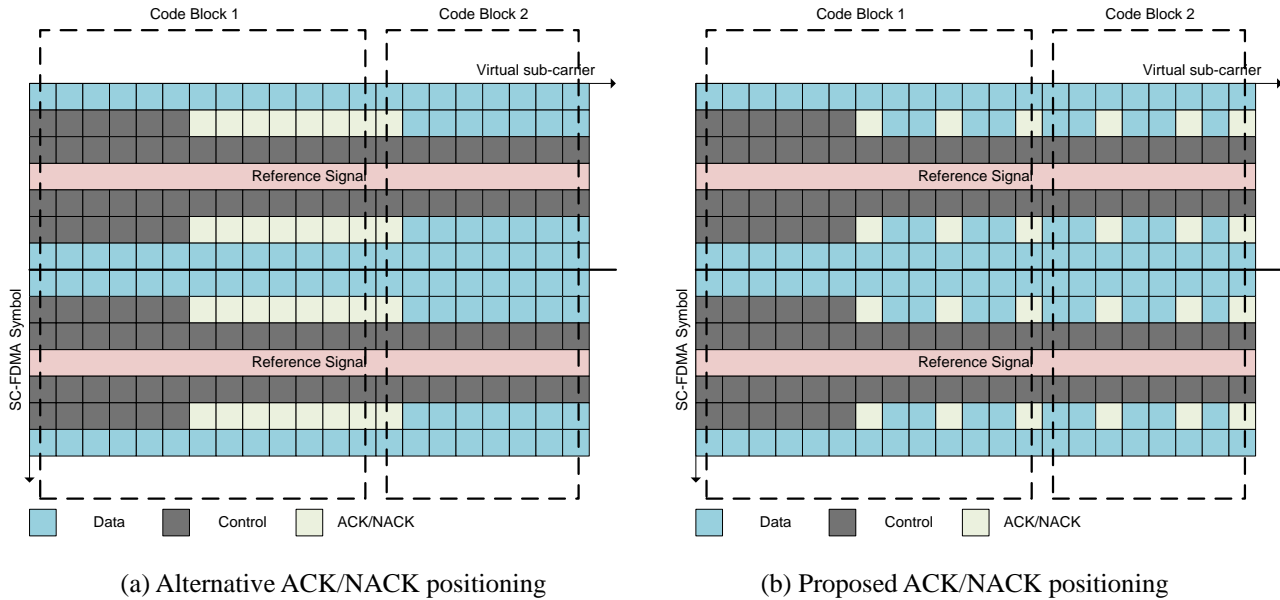 Code Block 1
Code Block 2
Virtual sub-carrier
Reference Signal
Reference Signal
SC-FDMA Symbol
Data
Control
ACK/NACK
(a) Alternative ACK/NACK positioning
Code Block 1
Code Block 2
Virtual sub-carrier
Reference Signal
Reference Signal
SC-FDMA Symbol
Data
Control
ACK/NACK
(b) Proposed ACK/NACK positioning